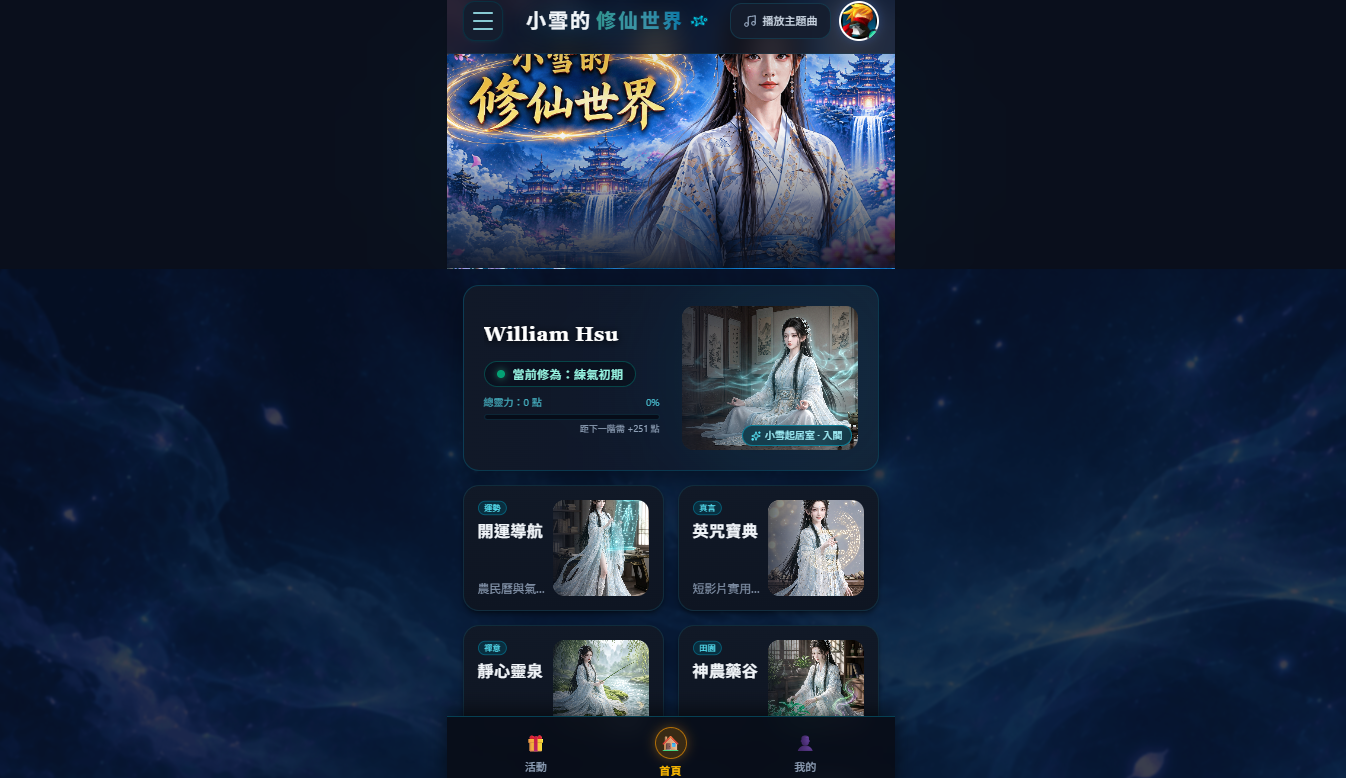 小雪的 修仙世界
播放主題曲
小雪的
修仙世界
William Hsu
當前修為：練氣初期
總靈力：0 點
0%
距下一階需 +251 點
小雪起居室 · 入關
運勢
開運導航
農民曆與氣...
真言
英咒寶典
短影片實用...
禪意
靜心靈泉
田園
神農藥谷
活動
首頁
我的